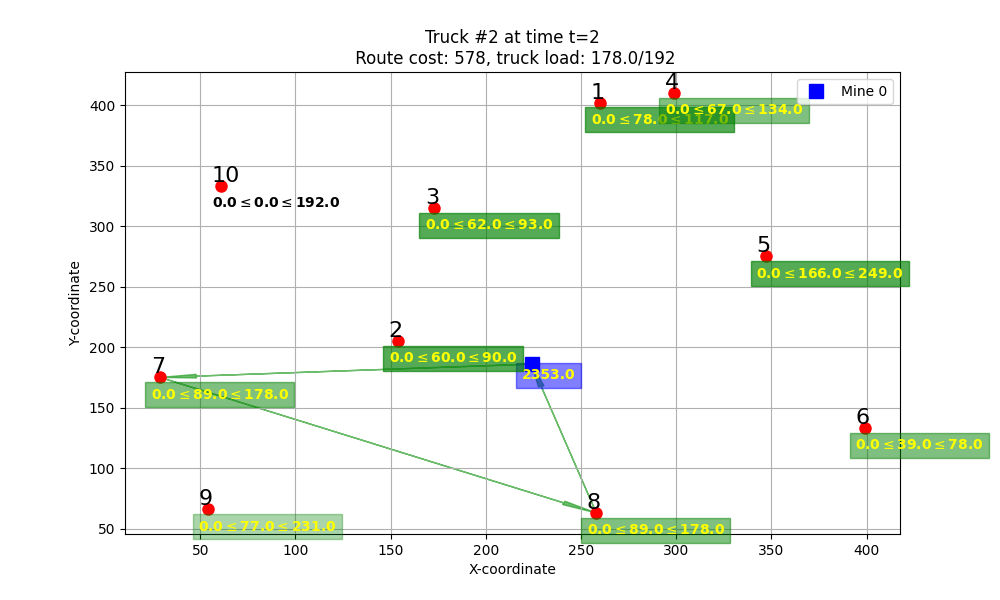 Truck #2 at time t=2
Route cost: 578, truck load: 178.0/192
Mine 0
1
0.0 ≤ 78.0 ≤ 117.0
4
0.0 ≤ 67.0 ≤ 134.0
10
0.0 ≤ 0.0 ≤ 192.0
3
0.0 ≤ 62.0 ≤ 93.0
5
0.0 ≤ 166.0 ≤ 249.0
2
0.0 ≤ 60.0 ≤ 90.0
2353.0
7
0.0 ≤ 89.0 ≤ 178.0
6
0.0 ≤ 39.0 ≤ 78.0
9
0.0 ≤ 77.0 ≤ 231.0
8
0.0 ≤ 89.0 ≤ 178.0
Y-coordinate
400
350
300
250
200
150
100
50
50 100 150 200 250 300 350 400
X-coordinate